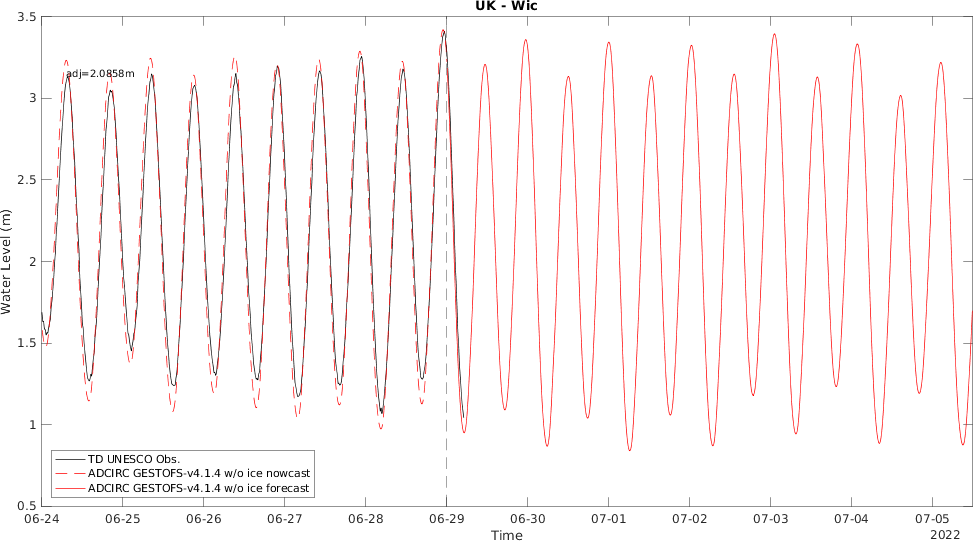 UK - Wic
3.5
adj=2.0858m
3
2.5
2
1.5
1
0.5
Water Level (m)
TD UNESCO Obs.
ADCIRC GESTOFS-v4.1.4 w/o ice nowcast
ADCIRC GESTOFS-v4.1.4 w/o ice forecast
06-24 06-25 06-26 06-27 06-28 06-29 06-30 07-01 07-02 07-03 07-04 07-05
Time
2022